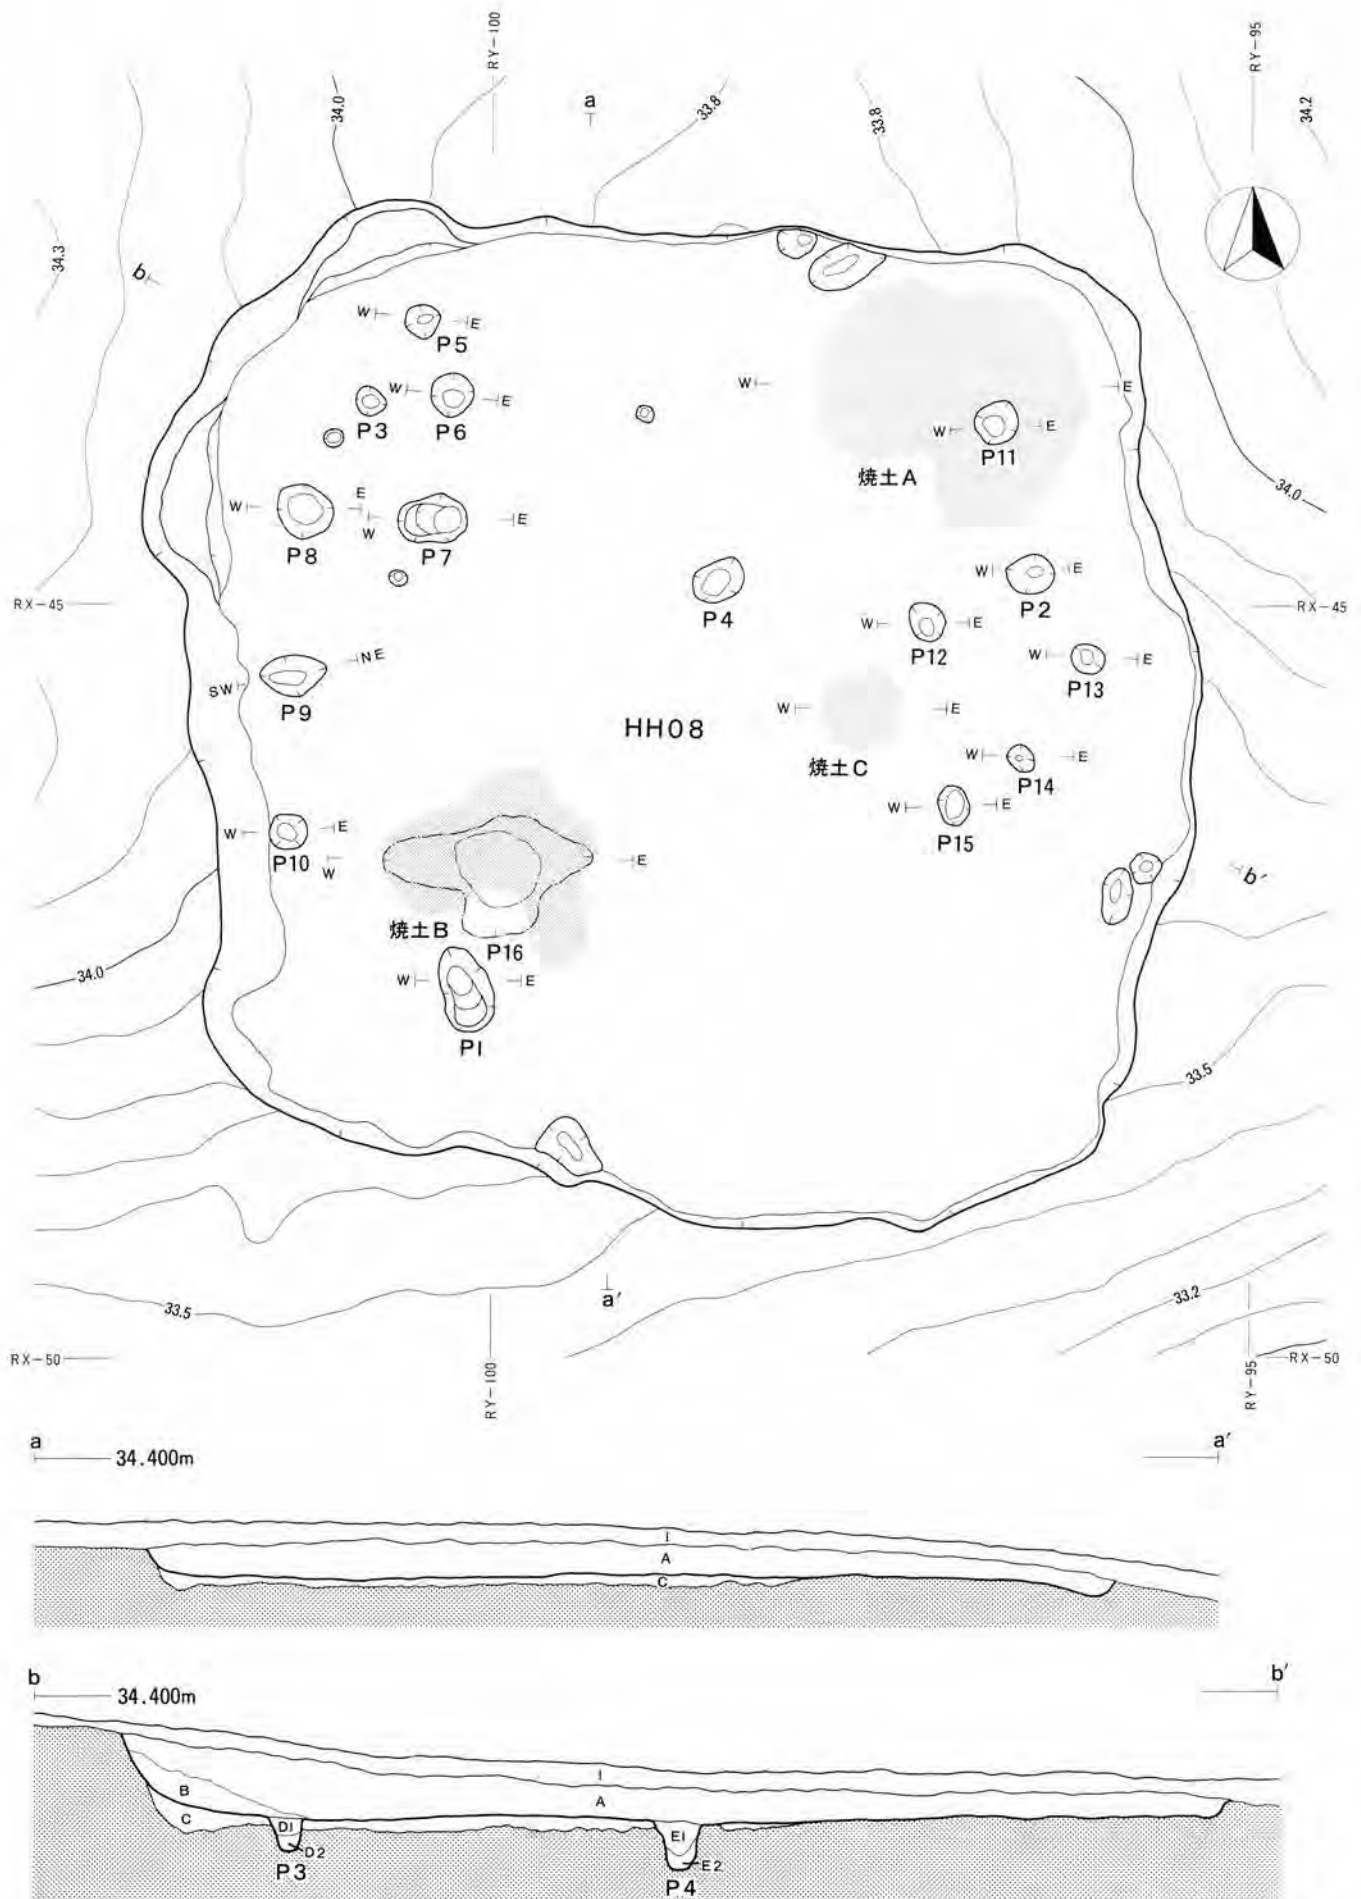 RY-100
RY-95
a
34.0
33.8
33.8
34.2
34.3
b
W E
P5
W E
P3 P6
W E
W E
P11
焼土A
34.0
W E
P8
W E
P7
P4
W E
P2
RX-45
RX-45
W E
P12
W E
P13
SW NE
P9
HH08
W E
焼土C
W E
P14
W E
P15
W E
P10
W E
b'
焼土B
P16
34.0
W E
P1
33.5
33.5
33.2
a'
RX-50
RX-50
RY-100
RY-95
a 34.400m a'
I
A
C
b 34.400m b'
I
A
B
C
D1
D2
P3
E1
E2
P4